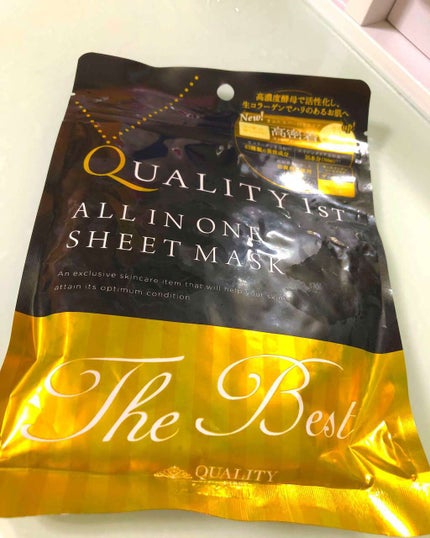 高濃度酵母で活性化し、
生コラーゲンでハリのあるお肌へ
New!
QUALITY 1ST
ALL IN ONE
SHEET MASK
An exclusive skincare item that will help your skin
attain its optimum condition
The Best
QUALITY